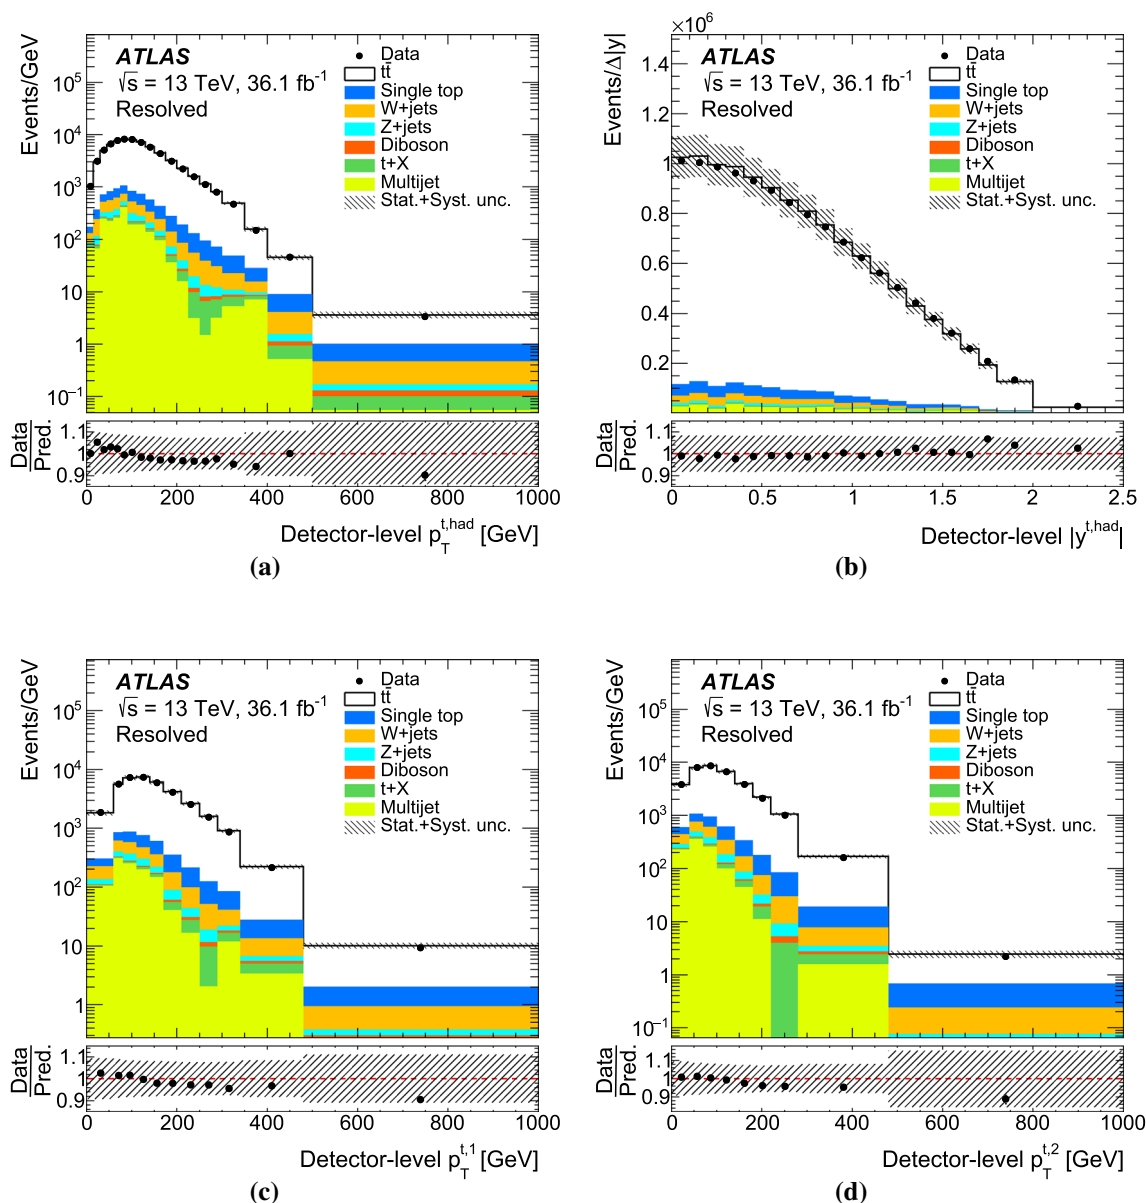 ATLAS
√s = 13 TeV, 36.1 fb⁻¹
Resolved
Data
tt̄
Single top
W+jets
Z+jets
Diboson
t+X
Multijet
Stat.+Syst. unc.
Events/GeV
10⁵
10⁴
10³
10²
10
1
10⁻¹
Data
Pred.
1.1
1
0.9
0 200 400 600 800 1000
Detector-level p_T^{t,had} [GeV]
(a)
×10⁶
ATLAS
√s = 13 TeV, 36.1 fb⁻¹
Resolved
Data
tt̄
Single top
W+jets
Z+jets
Diboson
t+X
Multijet
Stat.+Syst. unc.
Events/Δ|y|
1.4
1.2
1
0.8
0.6
0.4
0.2
Data
Pred.
1.1
1
0.9
0 0.5 1 1.5 2 2.5
Detector-level |y^{t,had}|
(b)
ATLAS
√s = 13 TeV, 36.1 fb⁻¹
Resolved
Data
tt̄
Single top
W+jets
Z+jets
Diboson
t+X
Multijet
Stat.+Syst. unc.
Events/GeV
10⁵
10⁴
10³
10²
10
1
Data
Pred.
1.1
1
0.9
0 200 400 600 800 1000
Detector-level p_T^{t,1} [GeV]
(c)
ATLAS
√s = 13 TeV, 36.1 fb⁻¹
Resolved
Data
tt̄
Single top
W+jets
Z+jets
Diboson
t+X
Multijet
Stat.+Syst. unc.
Events/GeV
10⁵
10⁴
10³
10²
10
1
10⁻¹
Data
Pred.
1.1
1
0.9
0 200 400 600 800 1000
Detector-level p_T^{t,2} [GeV]
(d)